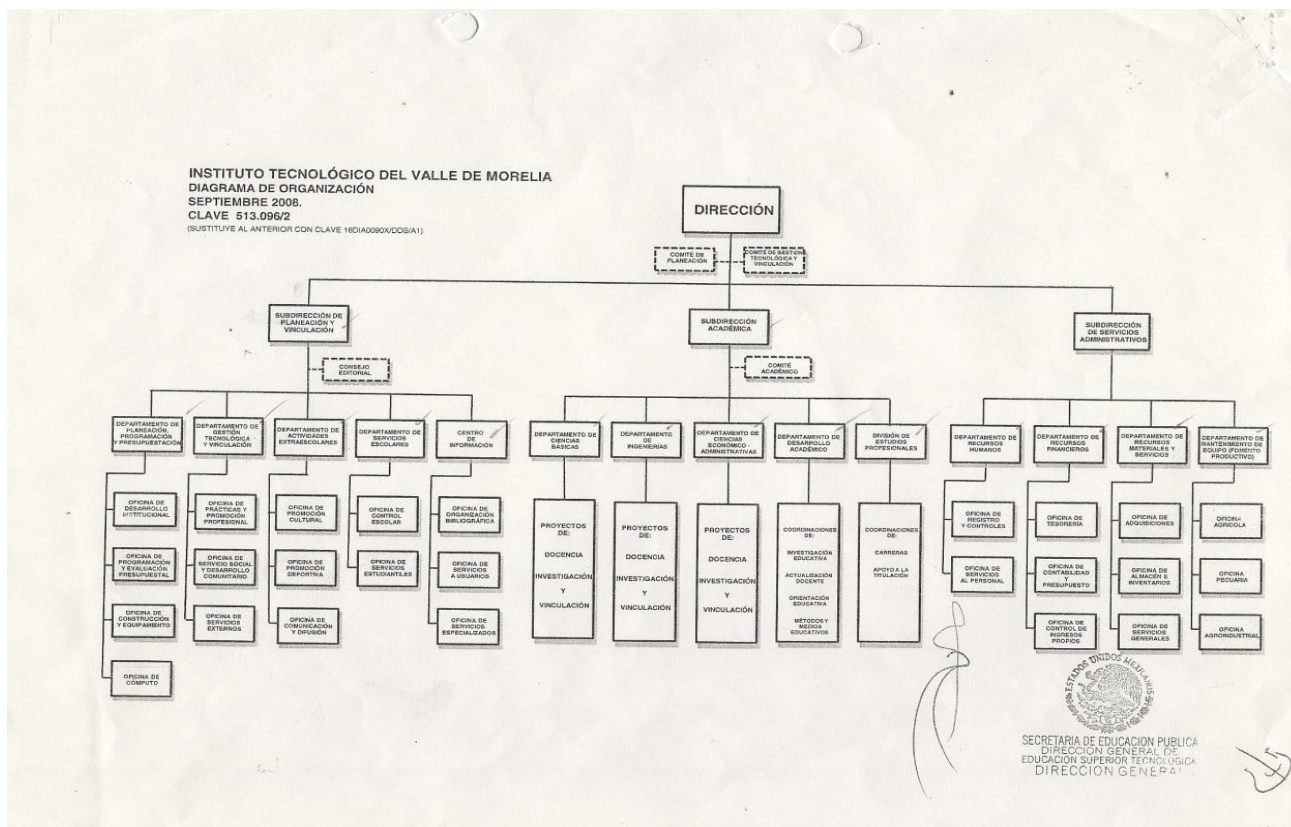 INSTITUTO TECNOLÓGICO DEL VALLE DE MORELIA
DIAGRAMA DE ORGANIZACIÓN
SEPTIEMBRE 2008.
CLAVE 513.096/2
(SUSTITUYE AL ANTERIOR CON CLAVE 16DIA0090X/DDS/A1)
DIRECCIÓN
COMITÉ DE
PLANEACIÓN
COMITÉ DE GESTIÓN
TECNOLÓGICA Y
VINCULACIÓN
SUBDIRECCIÓN DE
PLANEACIÓN Y
VINCULACIÓN
SUBDIRECCIÓN
ACADÉMICA
SUBDIRECCIÓN
DE SERVICIOS
ADMINISTRATIVOS
CONSEJO
EDITORIAL
COMITÉ
ACADÉMICO
DEPARTAMENTO DE
PLANEACIÓN,
PROGRAMACIÓN
Y PRESUPUESTACIÓN
DEPARTAMENTO DE
GESTIÓN
TECNOLÓGICA
Y VINCULACIÓN
DEPARTAMENTO DE
ACTIVIDADES
EXTRAESCOLARES
DEPARTAMENTO DE
SERVICIOS
ESCOLARES
CENTRO
DE
INFORMACIÓN
DEPARTAMENTO DE
CIENCIAS
BÁSICAS
DEPARTAMENTO
DE
INGENIERÍAS
DEPARTAMENTO DE
CIENCIAS
ECONÓMICO -
ADMINISTRATIVAS
DEPARTAMENTO DE
DESARROLLO
ACADÉMICO
DIVISIÓN DE
ESTUDIOS
PROFESIONALES
DEPARTAMENTO DE
RECURSOS
HUMANOS
DEPARTAMENTO DE
RECURSOS
FINANCIEROS
DEPARTAMENTO DE
RECURSOS
MATERIALES Y
SERVICIOS
DEPARTAMENTO DE
MANTENIMIENTO DE
EQUIPO (FOMENTO
PRODUCTIVO)
OFICINA DE
DESARROLLO
INSTITUCIONAL
OFICINA DE
PROGRAMACIÓN
Y EVALUACIÓN
PRESUPUESTAL
OFICINA DE
CONSTRUCCIÓN
Y EQUIPAMIENTO
OFICINA DE
CÓMPUTO
OFICINA DE
PRÁCTICAS Y
PROMOCIÓN
PROFESIONAL
OFICINA DE
SERVICIO SOCIAL
Y DESARROLLO
COMUNITARIO
OFICINA DE
SERVICIOS
EXTERNOS
OFICINA DE
PROMOCIÓN
CULTURAL
OFICINA DE
PROMOCIÓN
DEPORTIVA
OFICINA DE
COMUNICACIÓN
Y DIFUSIÓN
OFICINA DE
CONTROL
ESCOLAR
OFICINA DE
SERVICIOS
ESTUDIANTILES
OFICINA DE
ORGANIZACIÓN
BIBLIOGRÁFICA
OFICINA DE
SERVICIOS
A USUARIOS
OFICINA DE
SERVICIOS
ESPECIALIZADOS
PROYECTOS
DE:
DOCENCIA
INVESTIGACIÓN
Y
VINCULACIÓN
PROYECTOS
DE:
DOCENCIA
INVESTIGACIÓN
Y
VINCULACIÓN
PROYECTOS
DE:
DOCENCIA
INVESTIGACIÓN
Y
VINCULACIÓN
COORDINACIONES
DE:
INVESTIGACIÓN
EDUCATIVA
ACTUALIZACIÓN
DOCENTE
ORIENTACIÓN
EDUCATIVA
MÉTODOS Y
MEDIOS
EDUCATIVOS
COORDINACIONES
DE:
CARRERAS
APOYO A LA
TITULACIÓN
OFICINA DE
REGISTRO
Y CONTROLES
OFICINA DE
SERVICIOS
AL PERSONAL
OFICINA DE
TESORERÍA
OFICINA DE
CONTABILIDAD
Y
PRESUPUESTO
OFICINA DE
CONTROL DE
INGRESOS
PROPIOS
OFICINA DE
ADQUISICIONES
OFICINA DE
ALMACÉN E
INVENTARIOS
OFICINA DE
SERVICIOS
GENERALES
OFICINA
AGRICOLA
OFICINA
PECUARIA
OFICINA
AGROINDUSTRIAL
ESTADOS UNIDOS MEXICANOS
SECRETARIA DE EDUCACION PUBLICA
DIRECCION GENERAL DE
EDUCACION SUPERIOR TECNOLOGICA
DIRECCION GENERAL